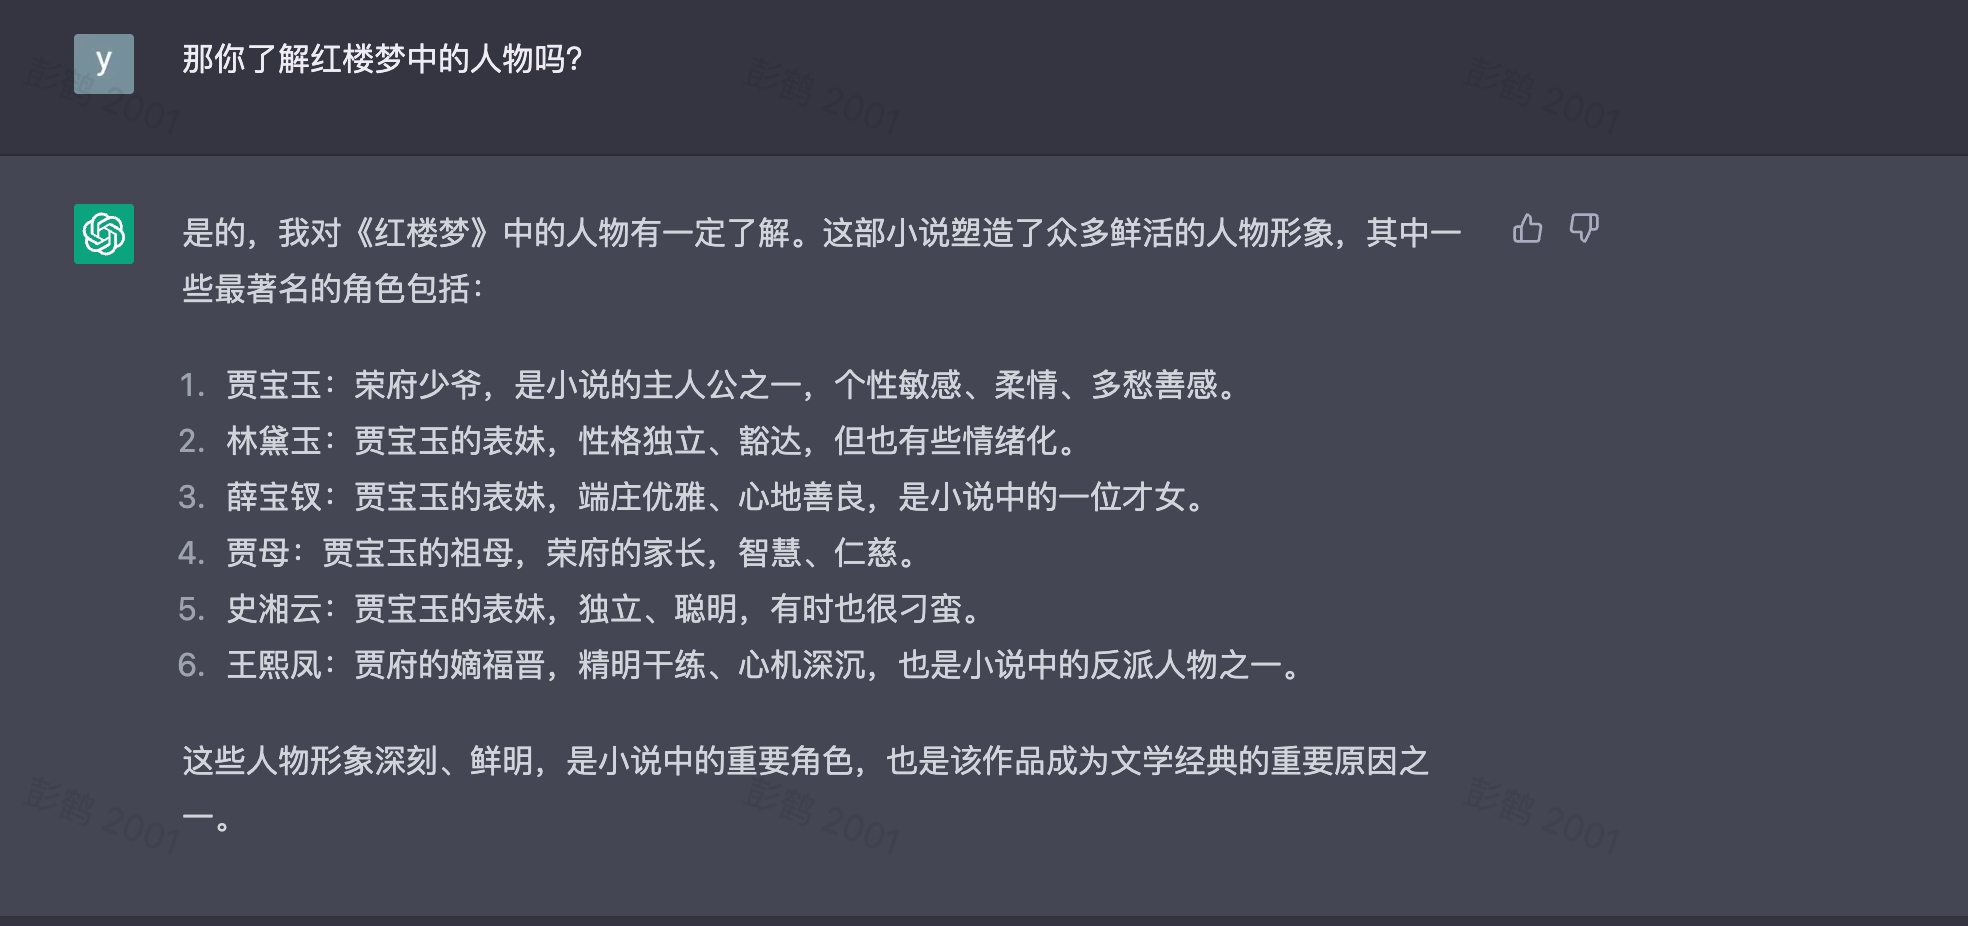 y
那你了解红楼梦中的人物吗?
是的，我对《红楼梦》中的人物有一定了解。这部小说塑造了众多鲜活的人物形象，其中一
些最著名的角色包括：
1. 贾宝玉：荣府少爷，是小说的主人公之一，个性敏感、柔情、多愁善感。
2. 林黛玉：贾宝玉的表妹，性格独立、豁达，但也有些情绪化。
3. 薛宝钗：贾宝玉的表妹，端庄优雅、心地善良，是小说中的一位才女。
4. 贾母：贾宝玉的祖母，荣府的家长，智慧、仁慈。
5. 史湘云：贾宝玉的表妹，独立、聪明，有时也很刁蛮。
6. 王熙凤：贾府的嫡福晋，精明干练、心机深沉，也是小说中的反派人物之一。
这些人物形象深刻、鲜明，是小说中的重要角色，也是该作品成为文学经典的重要原因之
一。
彭鹤 2001
彭鹤 2001
彭鹤 2001
彭鹤 2001
彭鹤 2001
彭鹤 2001